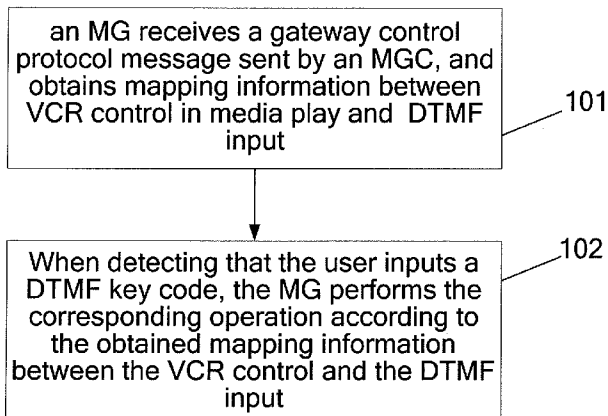 an MG receives a gateway control
protocol message sent by an MGC, and
obtains mapping information between
VCR control in media play and DTMF
input
101
When detecting that the user inputs a
DTMF key code, the MG performs the
corresponding operation according to
the obtained mapping information
between the VCR control and the DTMF
input
102